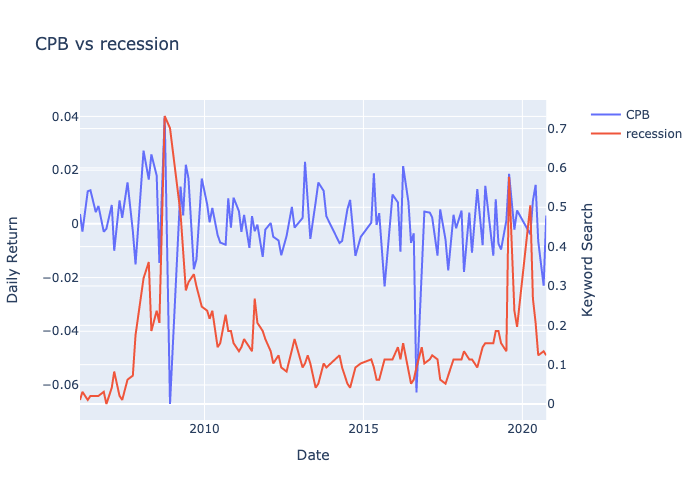 CPB vs recession
CPB
recession
0.04
0.02
0
−0.02
−0.04
−0.06
0.7
0.6
0.5
0.4
0.3
0.2
0.1
0
2010
2015
2020
Date
Daily Return
Keyword Search